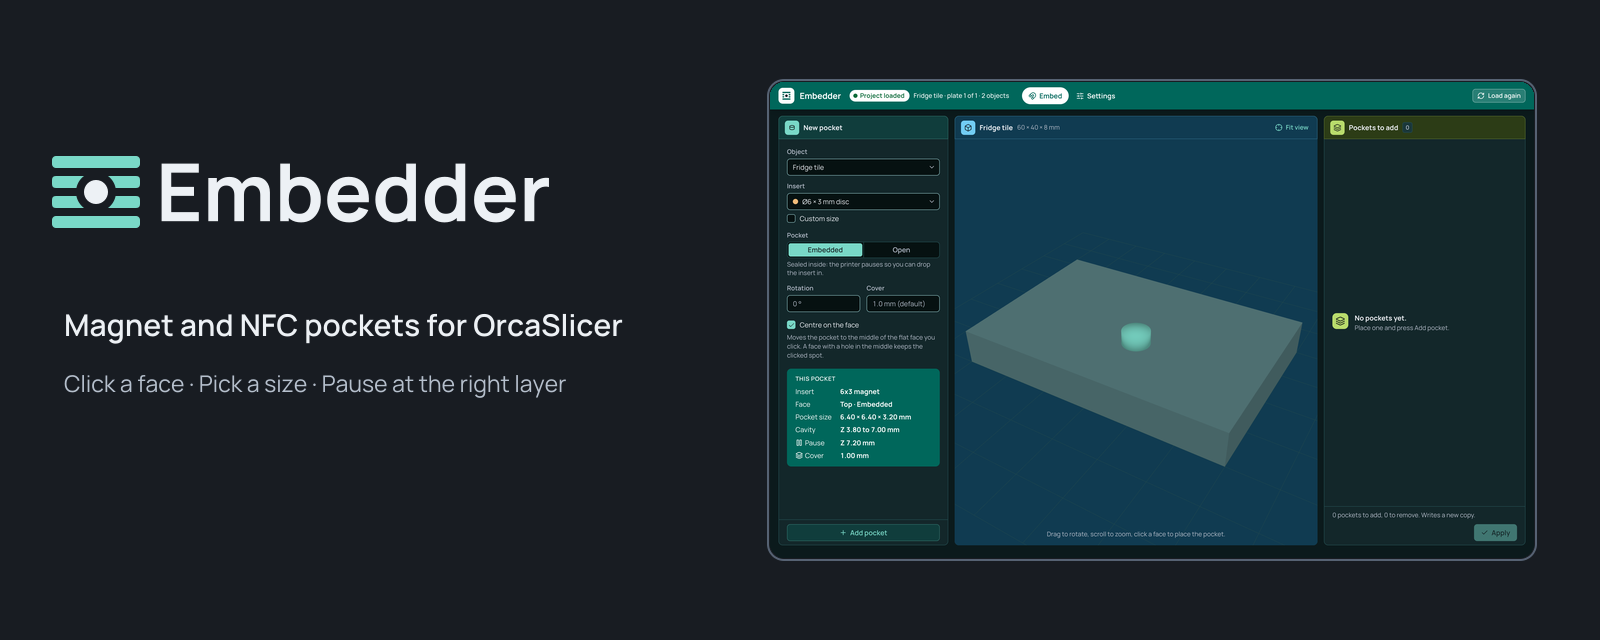 Embedder
Magnet and NFC pockets for OrcaSlicer
Click a face · Pick a size · Pause at the right layer
Embedder
Project loaded
Fridge tile · plate 1 of 1 · 2 objects
Embed
Settings
Load again
New pocket
Object
Fridge tile
Insert
Ø6 × 3 mm disc
Custom size
Pocket
Embedded
Open
Sealed inside: the printer pauses so you can drop
the insert in.
Rotation
Cover
0 °
1.0 mm (default)
Centre on the face
Moves the pocket to the middle of the flat face you
click. A face with a hole in the middle keeps the
clicked spot.
THIS POCKET
Insert 6x3 magnet
Face Top · Embedded
Pocket size 6.40 × 6.40 × 3.20 mm
Cavity Z 3.80 to 7.00 mm
Pause Z 7.20 mm
Cover 1.00 mm
+ Add pocket
Fridge tile 60 × 40 × 8 mm
Fit view
Drag to rotate, scroll to zoom, click a face to place the pocket.
Pockets to add 0
No pockets yet.
Place one and press Add pocket.
0 pockets to add, 0 to remove. Writes a new copy.
Apply